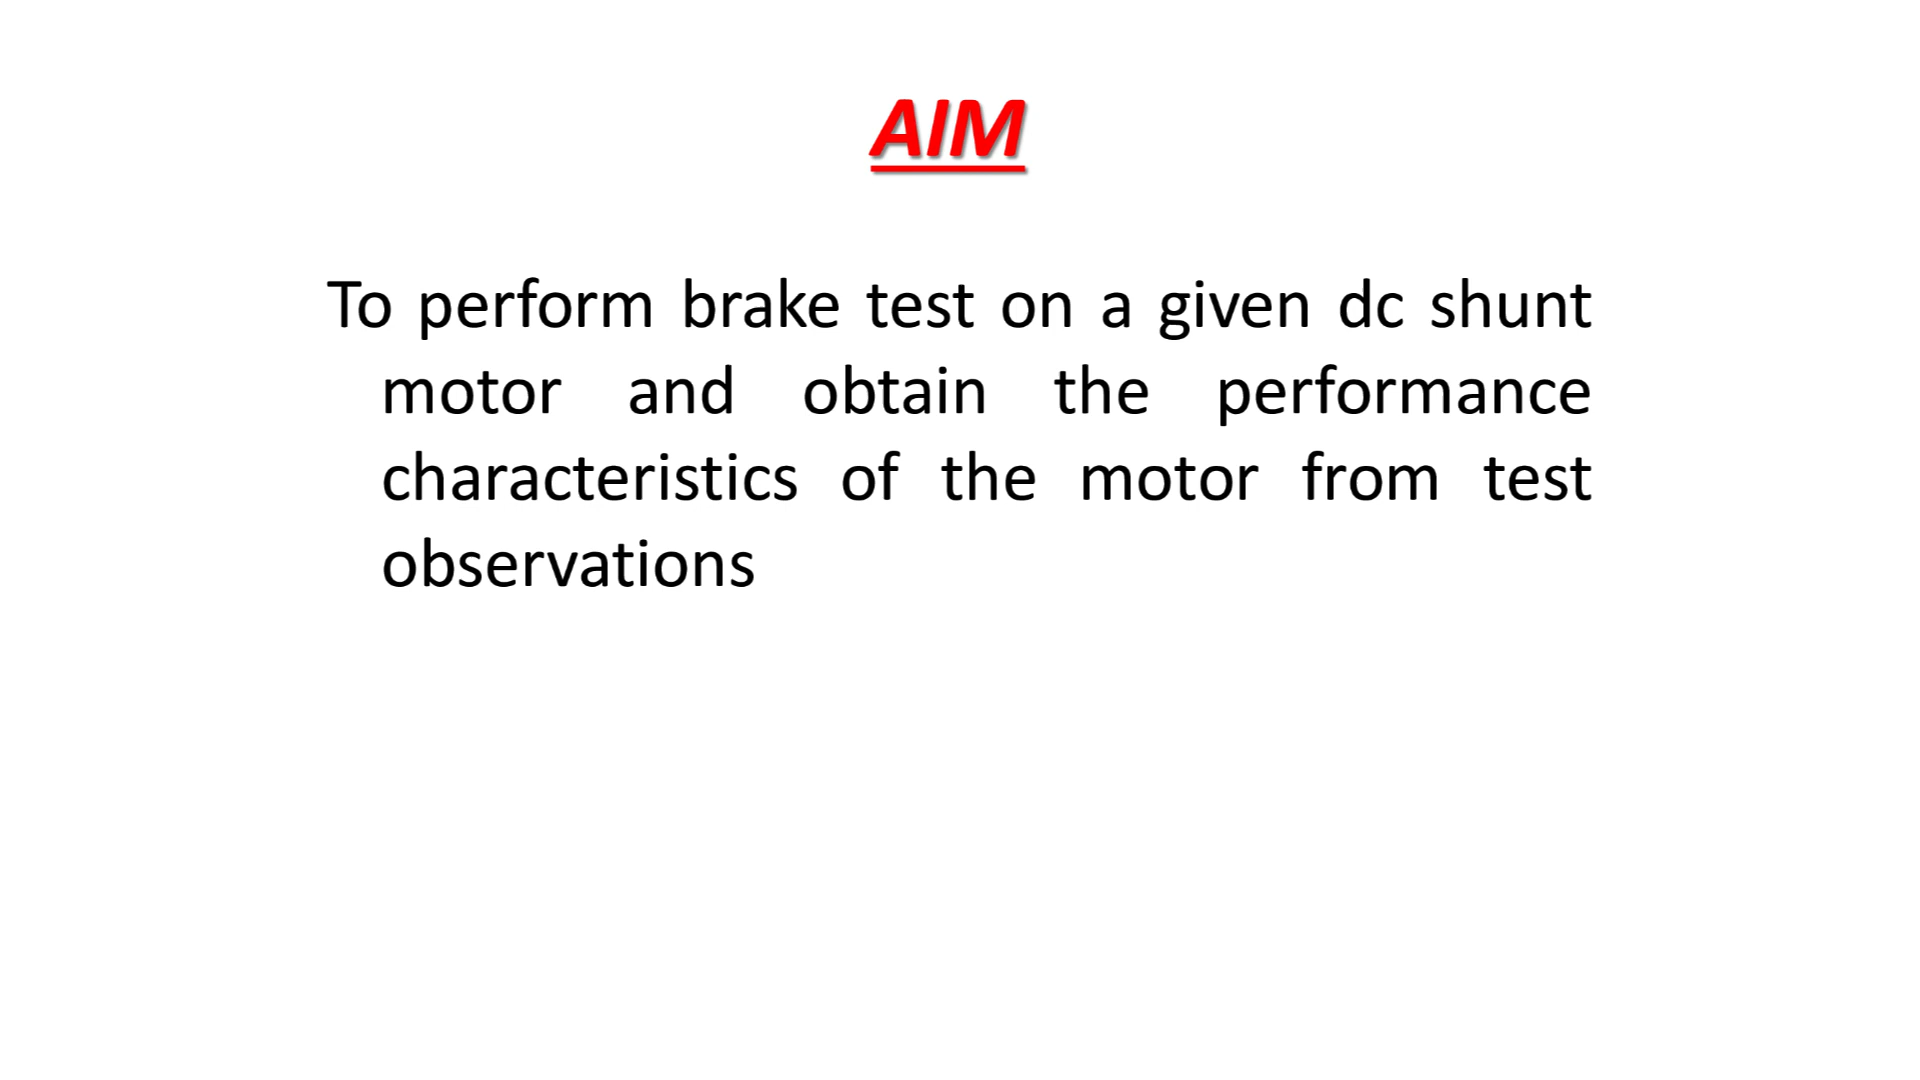 AIM
To perform brake test on a given dc shunt
motor and obtain the performance
characteristics of the motor from test
observations